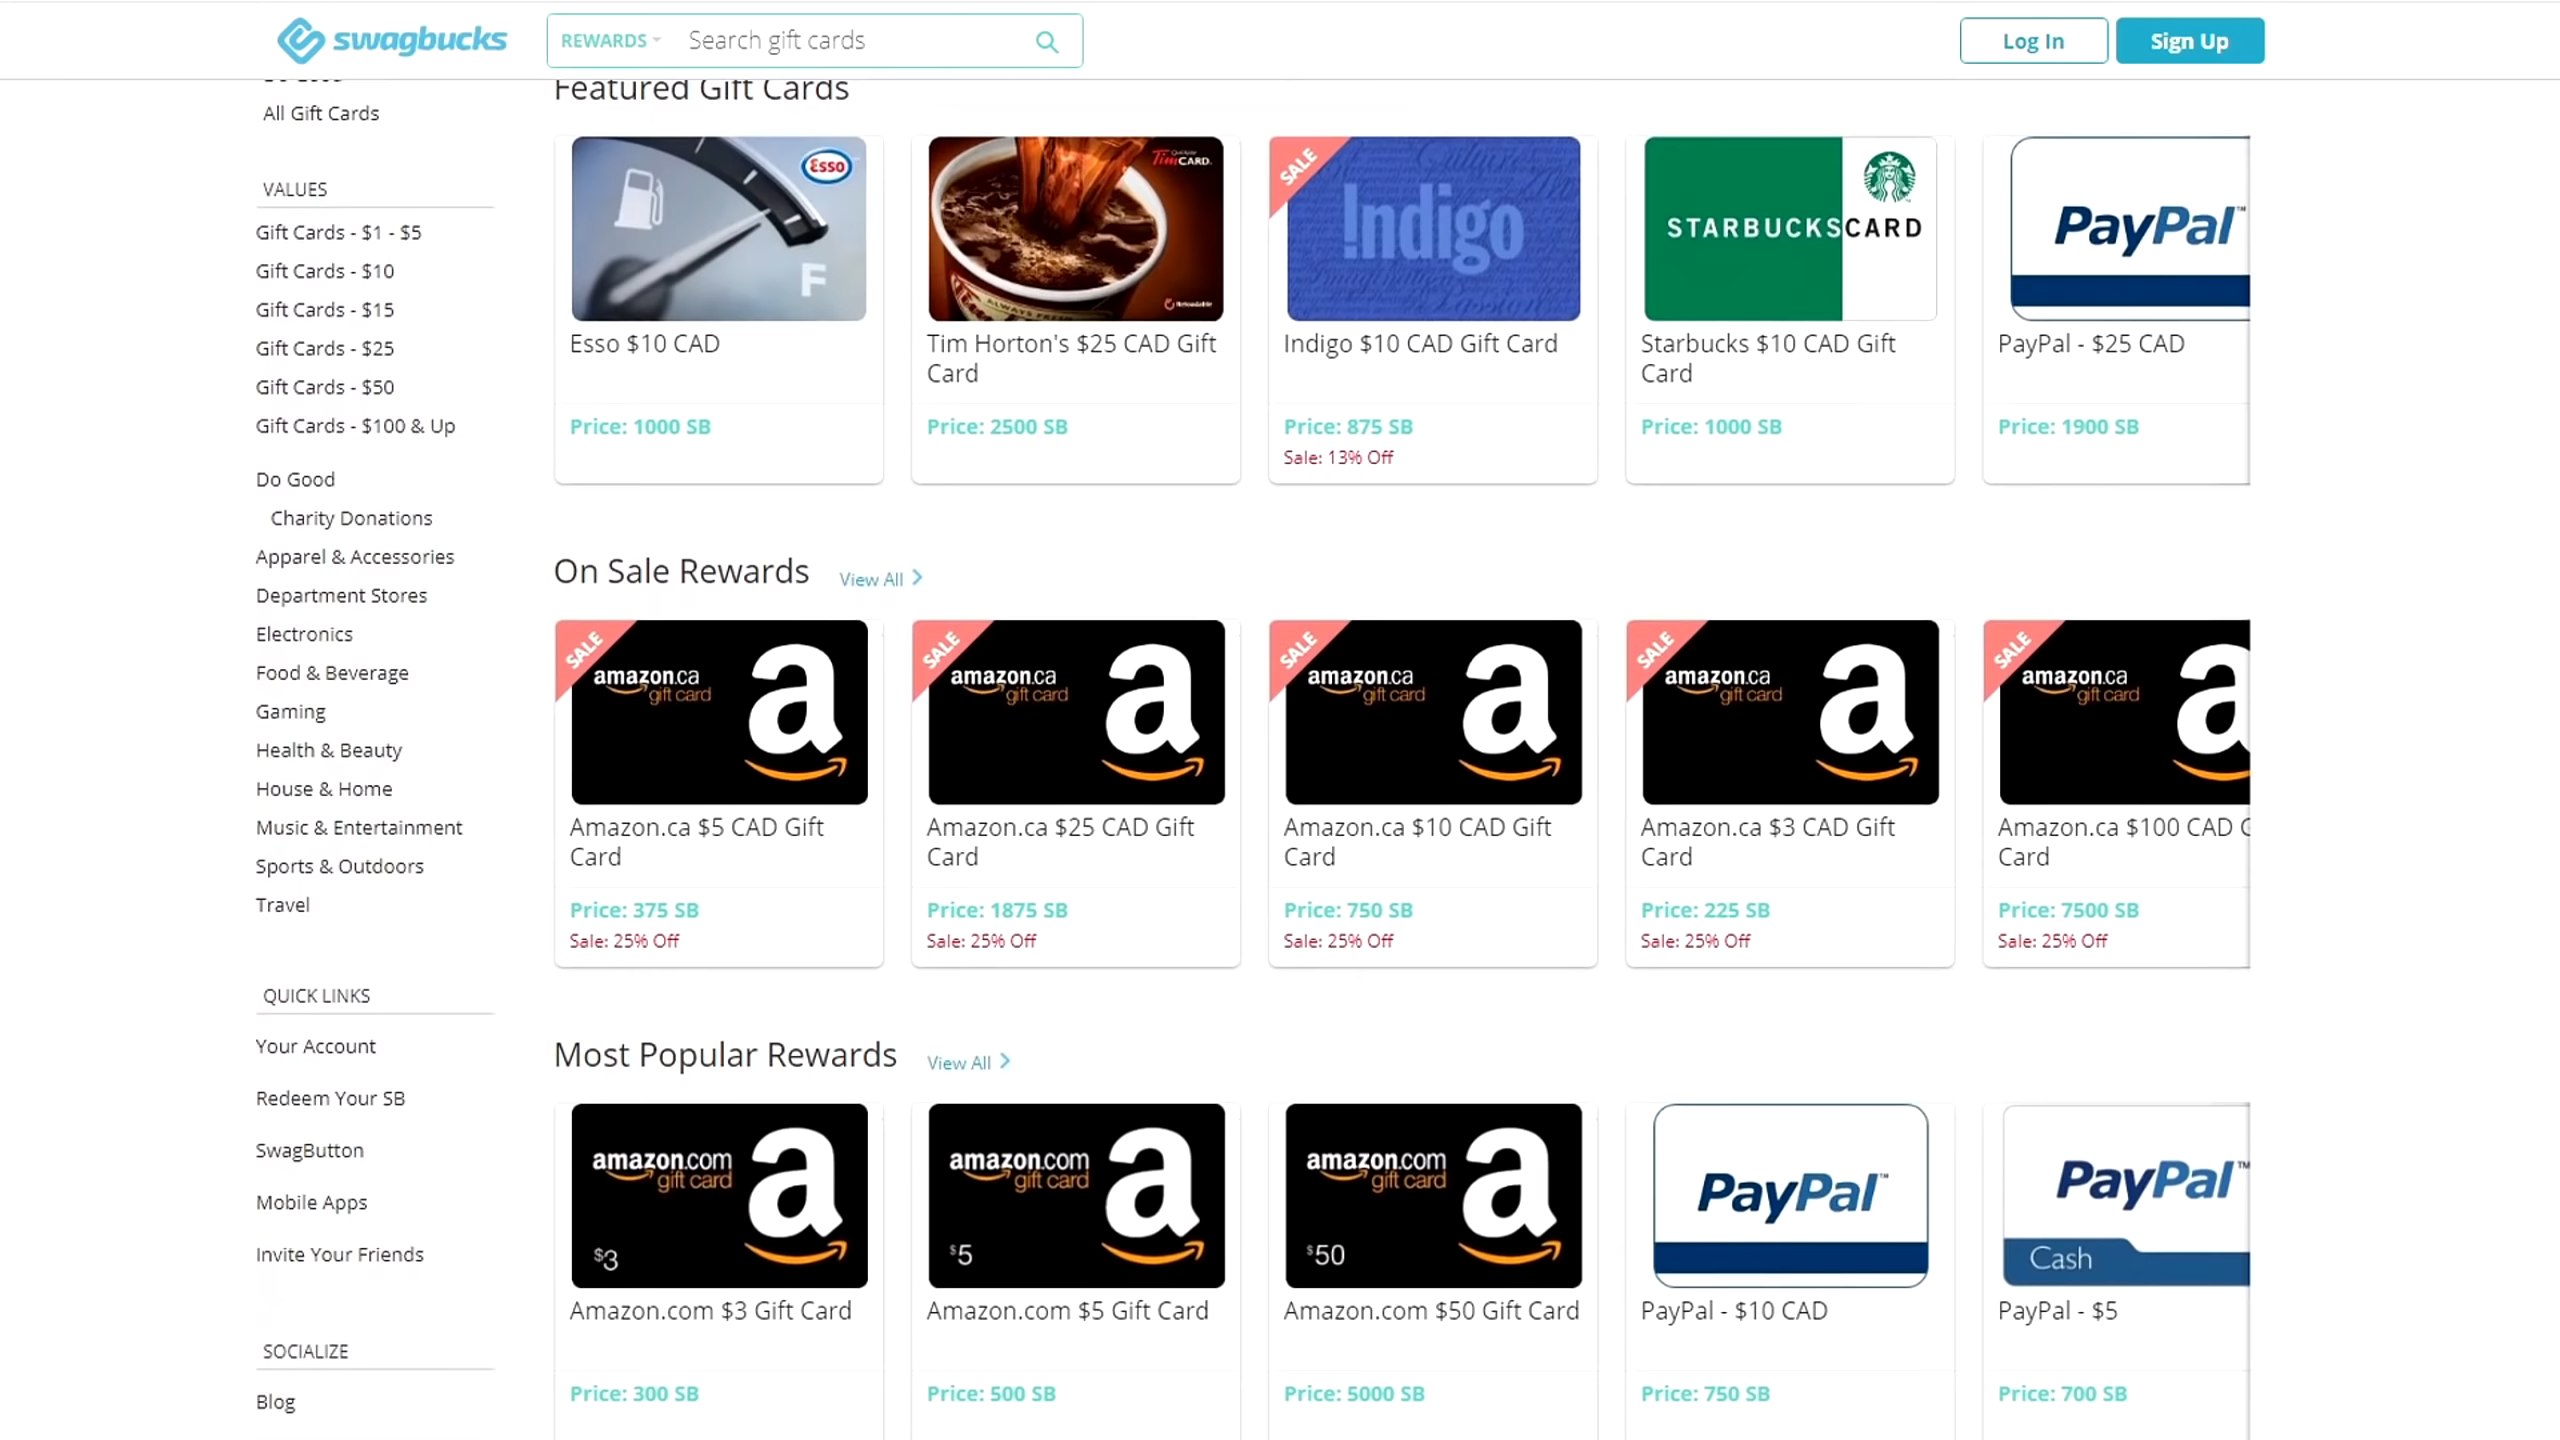 swagbucks
REWARDS
Search gift cards
Log In
Sign Up
All Gift Cards
VALUES
Gift Cards - $1 - $5
Gift Cards - $10
Gift Cards - $15
Gift Cards - $25
Gift Cards - $50
Gift Cards - $100 & Up
Do Good
Charity Donations
Apparel & Accessories
Department Stores
Electronics
Food & Beverage
Gaming
Health & Beauty
House & Home
Music & Entertainment
Sports & Outdoors
Travel
QUICK LINKS
Your Account
Redeem Your SB
SwagButton
Mobile Apps
Invite Your Friends
SOCIALIZE
Blog
Featured Gift Cards
Esso
F
Esso $10 CAD
Price: 1000 SB
TimCARD.
ALWAYS FRESH
Reloadable
Tim Horton's $25 CAD Gift
Card
Price: 2500 SB
SALE
!ndigo
Indigo $10 CAD Gift Card
Price: 875 SB
Sale: 13% Off
STARBUCKSCARD
Starbucks $10 CAD Gift
Card
Price: 1000 SB
PayPal™
PayPal - $25 CAD
Price: 1900 SB
On Sale Rewards
View All
SALE
amazon.ca
gift card
a
Amazon.ca $5 CAD Gift
Card
Price: 375 SB
Sale: 25% Off
SALE
amazon.ca
gift card
a
Amazon.ca $25 CAD Gift
Card
Price: 1875 SB
Sale: 25% Off
SALE
amazon.ca
gift card
a
Amazon.ca $10 CAD Gift
Card
Price: 750 SB
Sale: 25% Off
SALE
amazon.ca
gift card
a
Amazon.ca $3 CAD Gift
Card
Price: 225 SB
Sale: 25% Off
SALE
amazon.ca
gift card
a
Amazon.ca $100 CAD
Card
Price: 7500 SB
Sale: 25% Off
Most Popular Rewards
View All
amazon.com
gift card
a
$3
Amazon.com $3 Gift Card
Price: 300 SB
amazon.com
gift card
a
$5
Amazon.com $5 Gift Card
Price: 500 SB
amazon.com
gift card
a
$50
Amazon.com $50 Gift Card
Price: 5000 SB
PayPal™
PayPal - $10 CAD
Price: 750 SB
PayPal™
Cash
PayPal - $5
Price: 700 SB